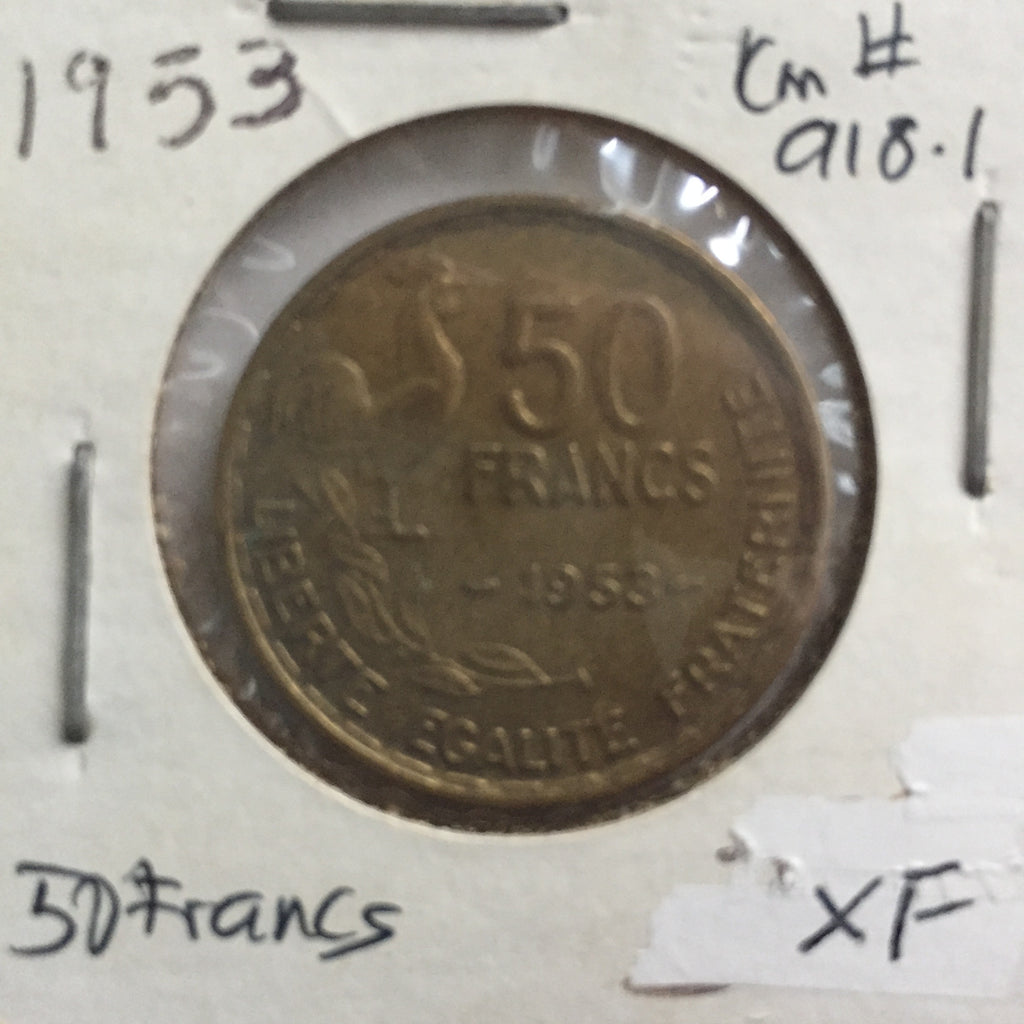 1953
Km #
918.1
50
FRANCS
- 1953 -
LIBERTE EGALITE FRATERNITE
50 Francs
XF